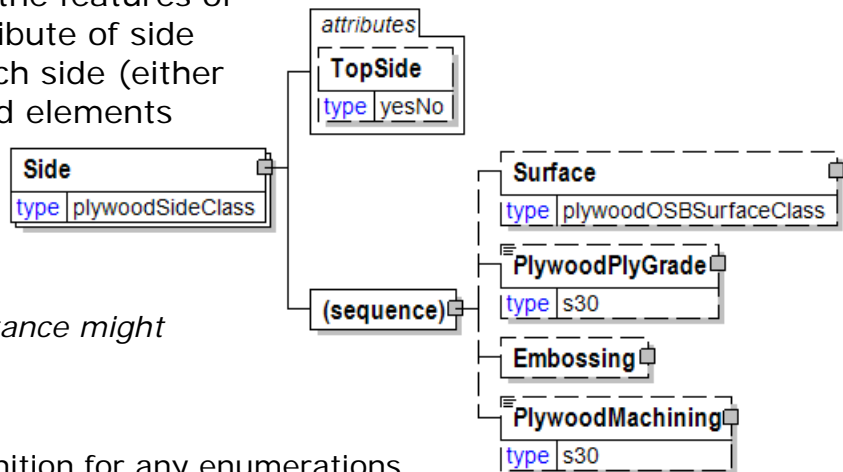 the features of
ibute of side
ch side (either
d elements
attributes
TopSide
type yesNo
Side
type plywoodSideClass
Surface
type plywoodOSBSurfaceClass
PlywoodPlyGrade
type s30
(sequence)
tance might
Embossing
PlywoodMachining
type s30
nition for any enumerations